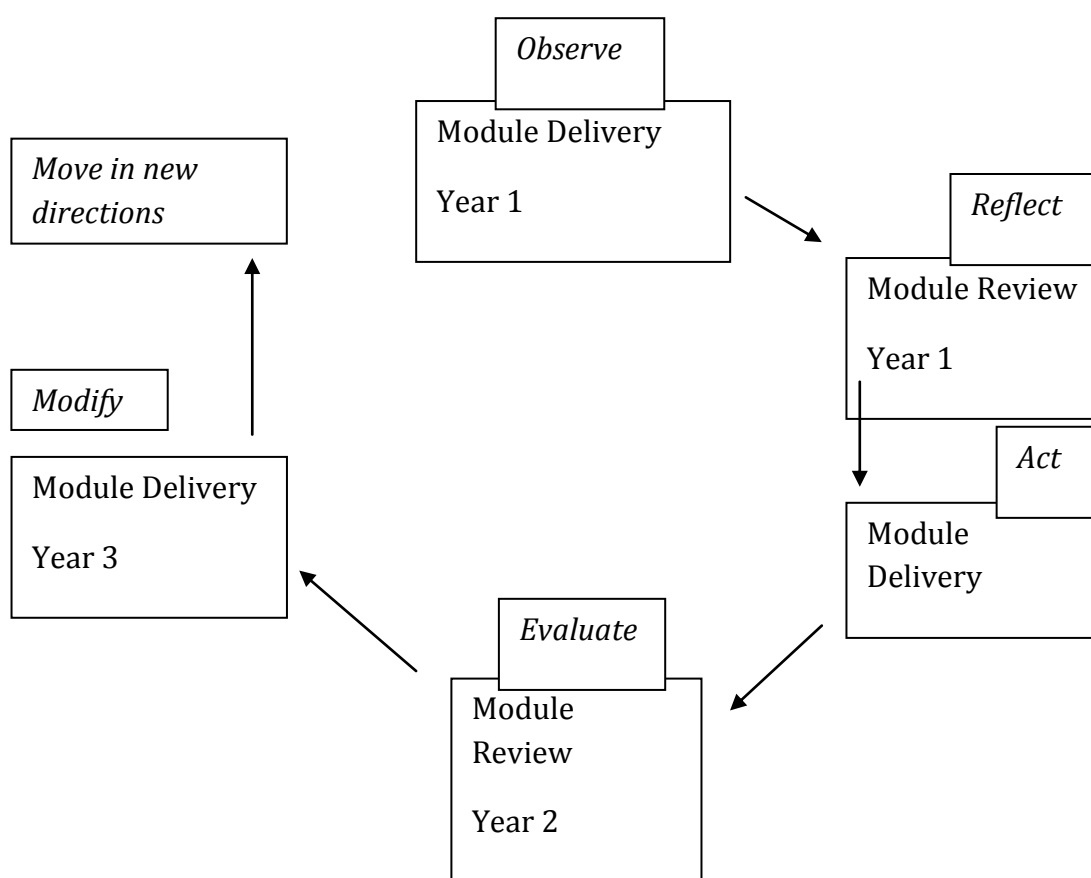 Observe
Module Delivery
Year 1
Reflect
Module Review
Year 1
Act
Module
Delivery
Evaluate
Module
Review
Year 2
Modify
Module Delivery
Year 3
Move in new
directions